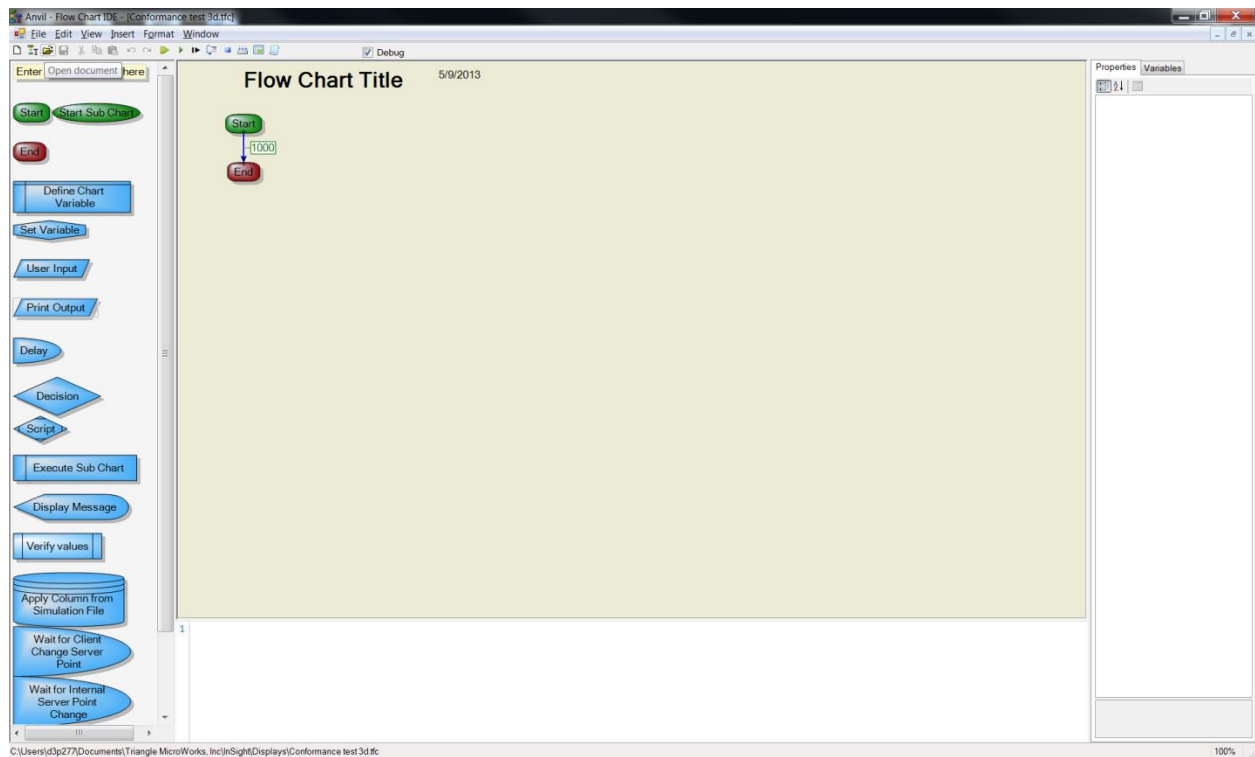 Anvil - Flow Chart IDE - [Conformance test 3d.tfc]
File Edit View Insert Format Window
Debug
Enter Open document here
Start Start Sub Chart
End
Define Chart
Variable
Set Variable
User Input
Print Output
Delay
Decision
Script
Execute Sub Chart
Display Message
Verify values
Apply Column from
Simulation File
Wait for Client
Change Server
Point
Wait for Internal
Server Point
Change
Flow Chart Title 5/9/2013
Start
1000
End
1
Properties Variables
C:\Users\d3p277\Documents\Triangle MicroWorks, Inc\InSight\Displays\Conformance test 3d.tfc 100%